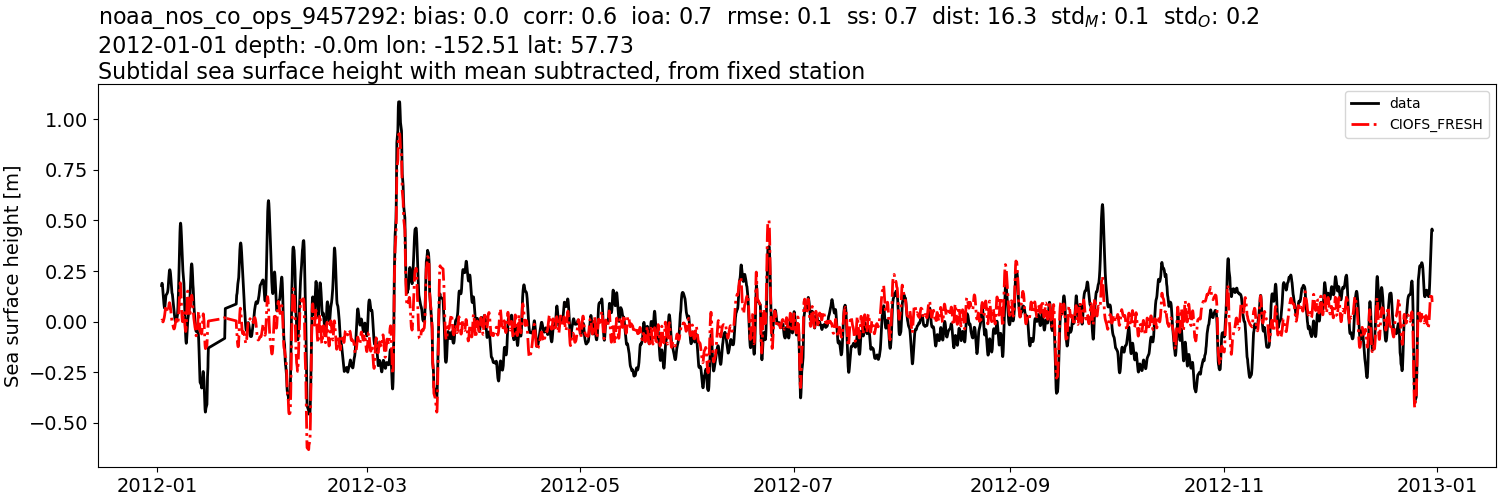 noaa_nos_co_ops_9457292: bias: 0.0 corr: 0.6 ioa: 0.7 rmse: 0.1 ss: 0.7 dist: 16.3 std_M: 0.1 std_O: 0.2
2012-01-01 depth: -0.0m lon: -152.51 lat: 57.73
Subtidal sea surface height with mean subtracted, from fixed station
data
CIOFS_FRESH
Sea surface height [m]
1.00
0.75
0.50
0.25
0.00
−0.25
−0.50
2012-01 2012-03 2012-05 2012-07 2012-09 2012-11 2013-01